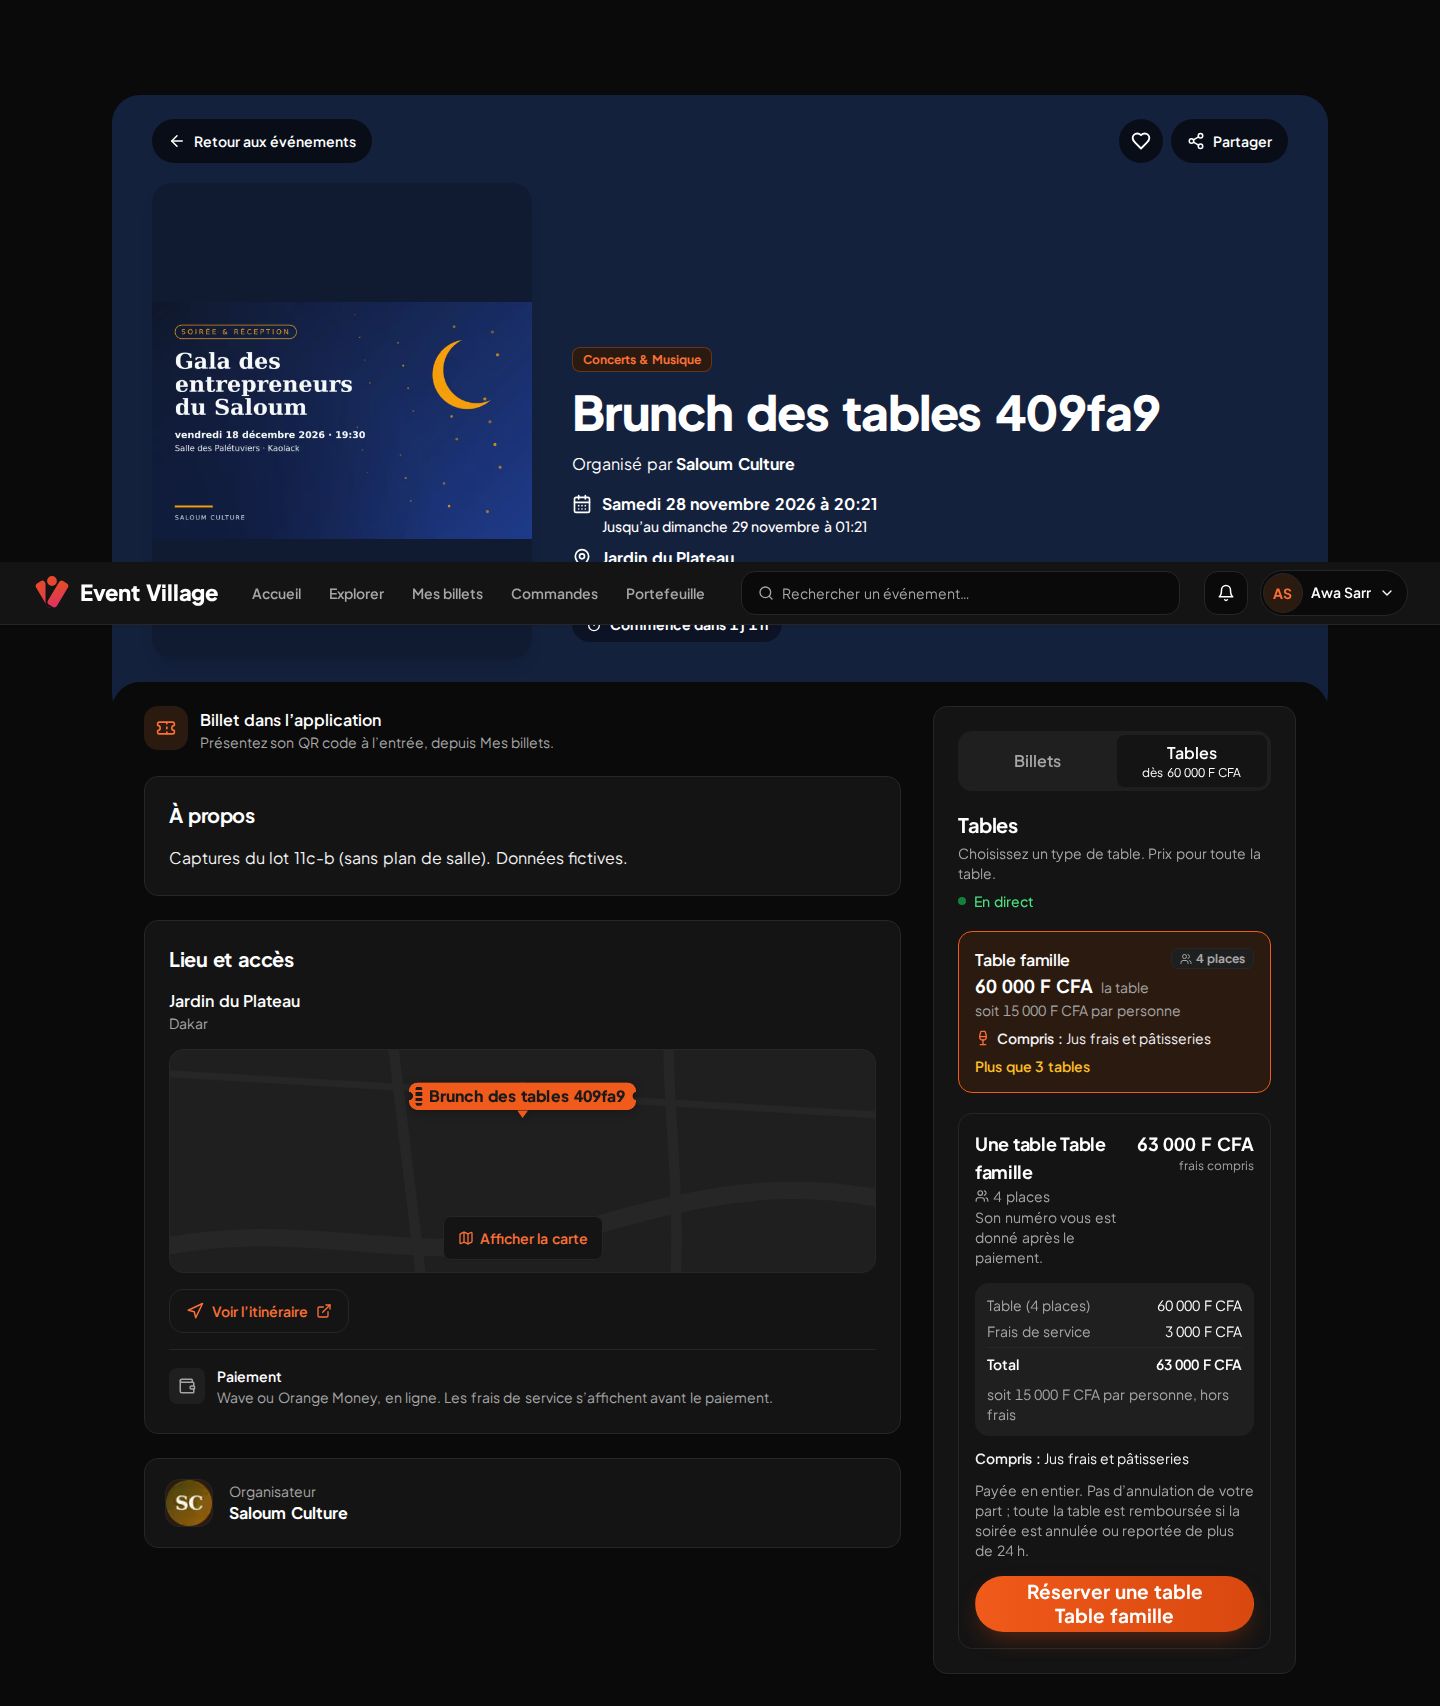 Retour aux événements
Partager
SOIRÉE & RÉCEPTION
Gala des
entrepreneurs
du Saloum
vendredi 18 décembre 2026 · 19:30
Salle des Palétuviers · Kaolack
SALOUM CULTURE
Concerts & Musique
Brunch des tables 409fa9
Organisé par Saloum Culture
Samedi 28 novembre 2026 à 20:21
Jusqu’au dimanche 29 novembre à 01:21
Jardin du Plateau
Event Village
Accueil
Explorer
Mes billets
Commandes
Portefeuille
Rechercher un événement…
AS
Awa Sarr
Commence dans 1 j 1 h
Billet dans l’application
Présentez son QR code à l’entrée, depuis Mes billets.
À propos
Captures du lot 11c-b (sans plan de salle). Données fictives.
Lieu et accès
Jardin du Plateau
Dakar
Brunch des tables 409fa9
Afficher la carte
Voir l’itinéraire
Paiement
Wave ou Orange Money, en ligne. Les frais de service s’affichent avant le paiement.
SC
Organisateur
Saloum Culture
Billets
Tables
dès 60 000 F CFA
Tables
Choisissez un type de table. Prix pour toute la
table.
En direct
Table famille
4 places
60 000 F CFA la table
soit 15 000 F CFA par personne
Compris : Jus frais et pâtisseries
Plus que 3 tables
Une table Table
famille
63 000 F CFA
frais compris
4 places
Son numéro vous est
donné après le
paiement.
Table (4 places) 60 000 F CFA
Frais de service 3 000 F CFA
Total 63 000 F CFA
soit 15 000 F CFA par personne, hors
frais
Compris : Jus frais et pâtisseries
Payée en entier. Pas d’annulation de votre
part ; toute la table est remboursée si la
soirée est annulée ou reportée de plus
de 24 h.
Réserver une table
Table famille